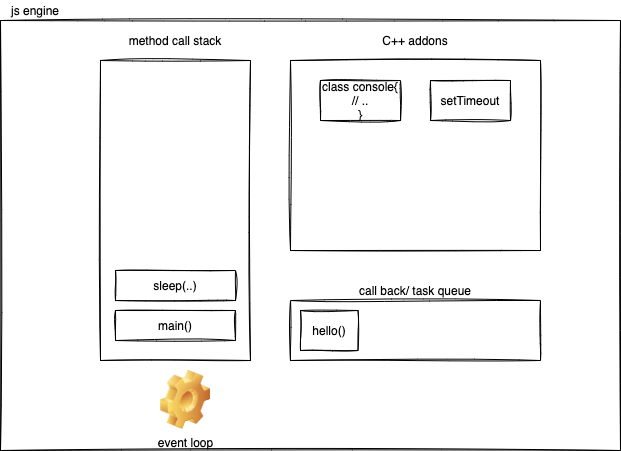 js engine
method call stack
C++ addons
class console{
// ..
}
setTimeout
sleep(..)
main()
call back/ task queue
hello()
event loop